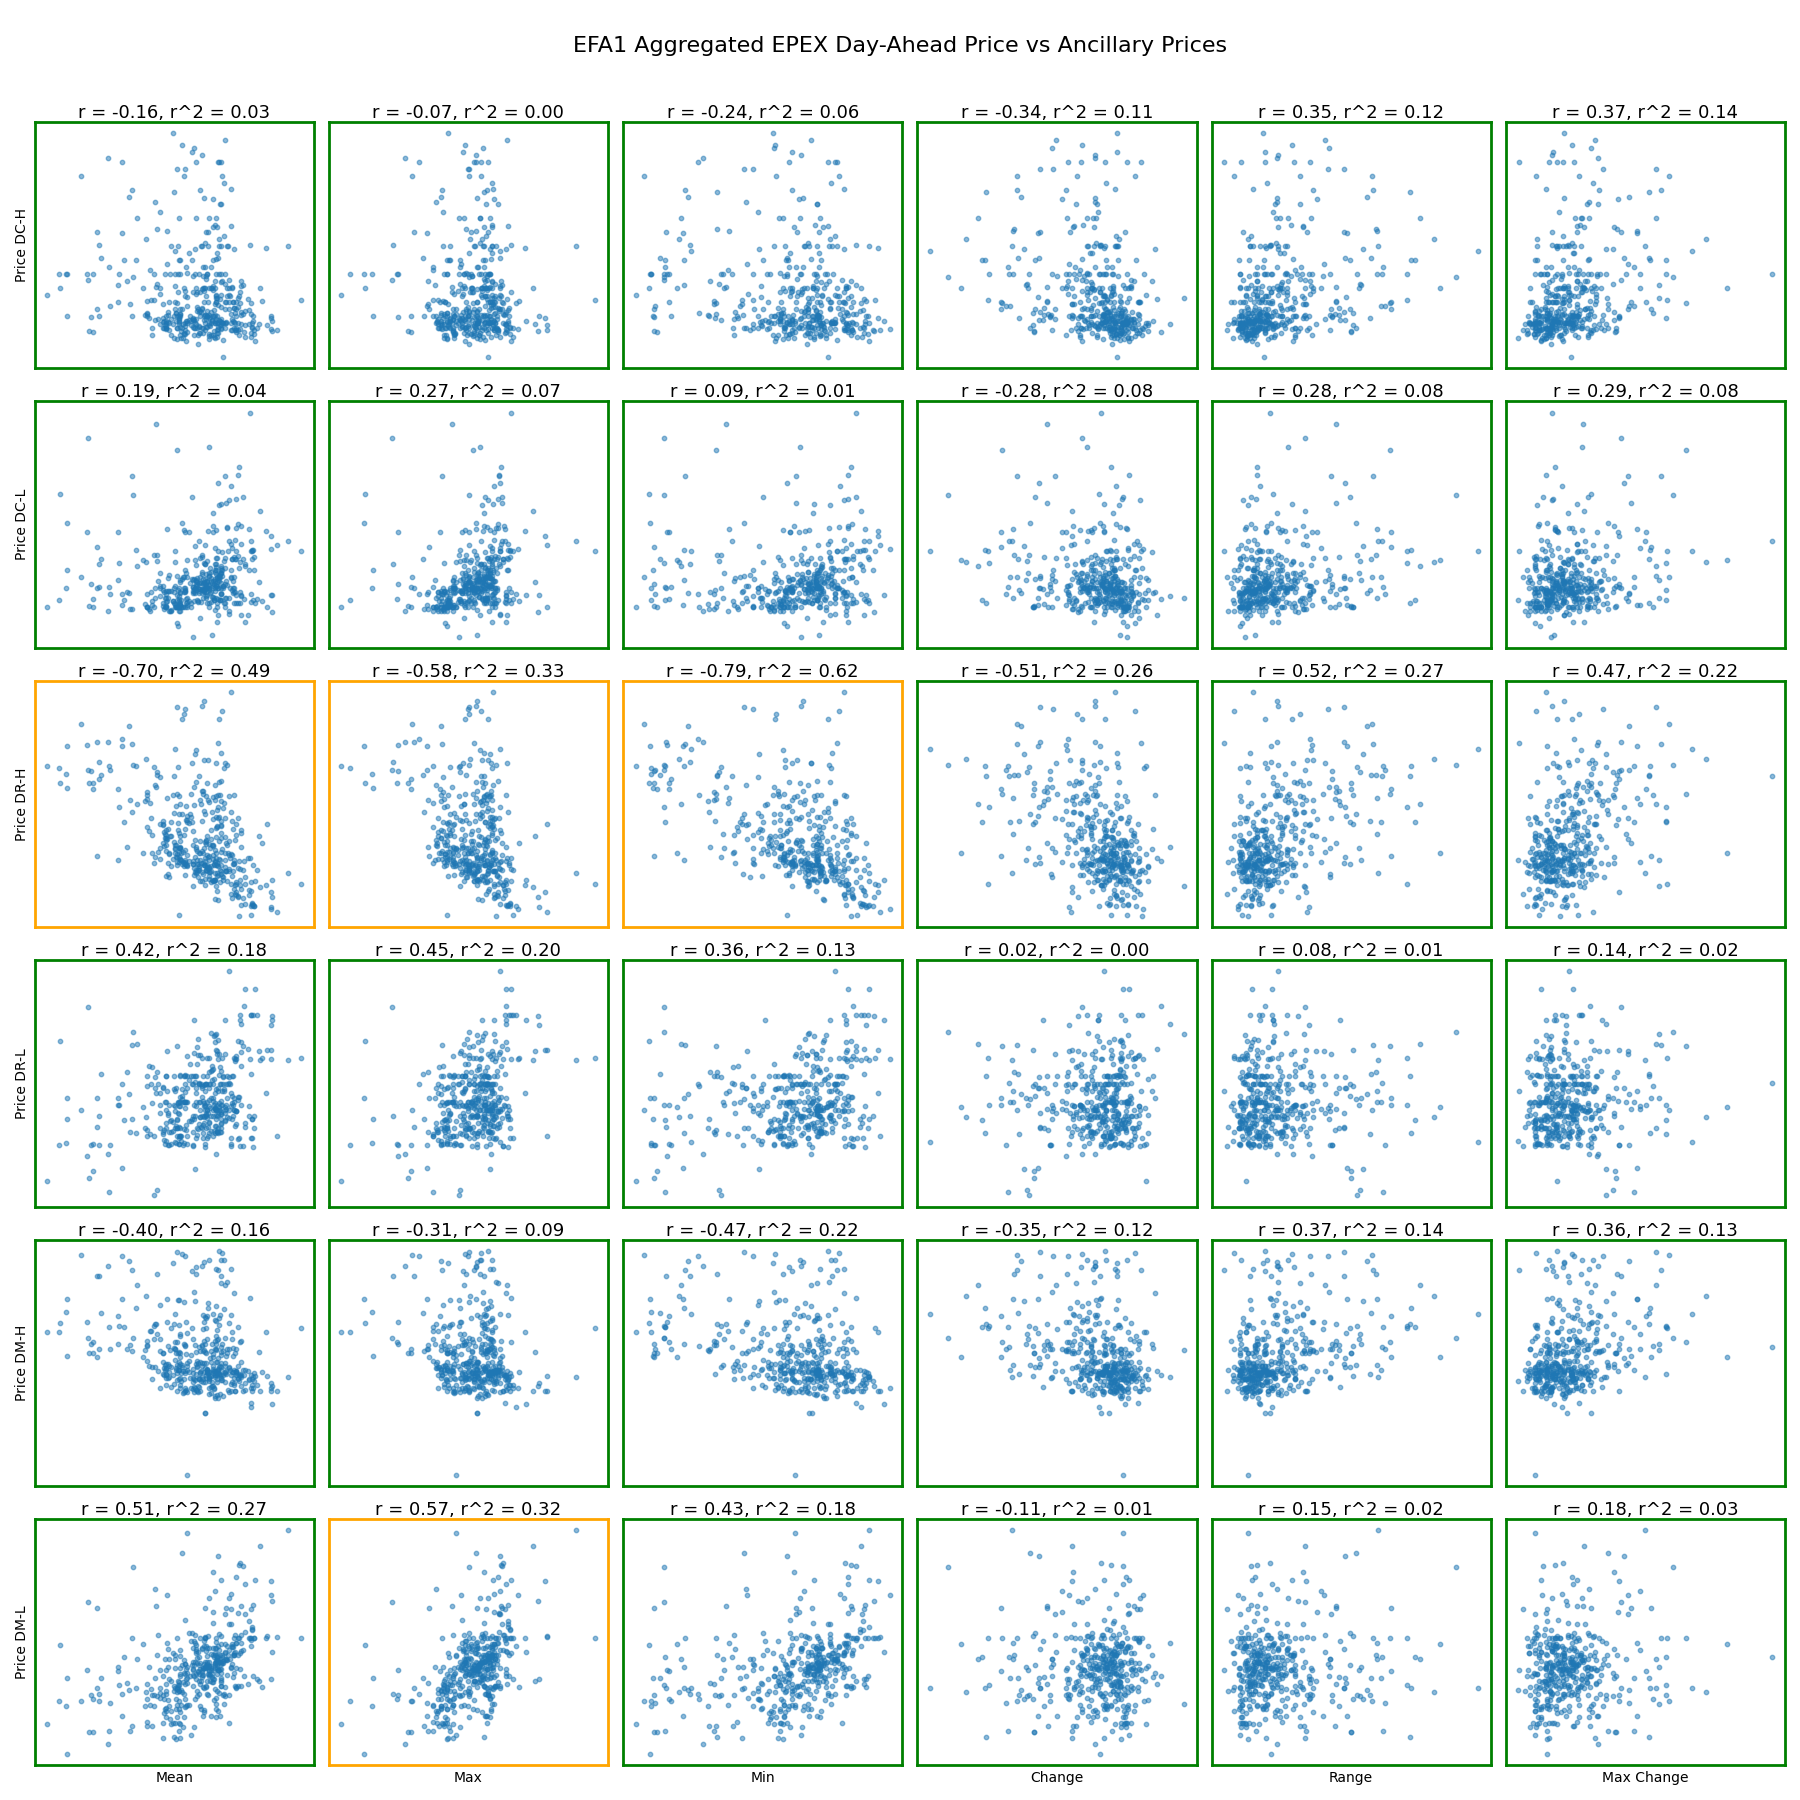 EFA1 Aggregated EPEX Day-Ahead Price vs Ancillary Prices
r = -0.16, r^2 = 0.03
r = -0.07, r^2 = 0.00
r = -0.24, r^2 = 0.06
r = -0.34, r^2 = 0.11
r = 0.35, r^2 = 0.12
r = 0.37, r^2 = 0.14
Price DC-H
r = 0.19, r^2 = 0.04
r = 0.27, r^2 = 0.07
r = 0.09, r^2 = 0.01
r = -0.28, r^2 = 0.08
r = 0.28, r^2 = 0.08
r = 0.29, r^2 = 0.08
Price DC-L
r = -0.70, r^2 = 0.49
r = -0.58, r^2 = 0.33
r = -0.79, r^2 = 0.62
r = -0.51, r^2 = 0.26
r = 0.52, r^2 = 0.27
r = 0.47, r^2 = 0.22
Price DR-H
r = 0.42, r^2 = 0.18
r = 0.45, r^2 = 0.20
r = 0.36, r^2 = 0.13
r = 0.02, r^2 = 0.00
r = 0.08, r^2 = 0.01
r = 0.14, r^2 = 0.02
Price DR-L
r = -0.40, r^2 = 0.16
r = -0.31, r^2 = 0.09
r = -0.47, r^2 = 0.22
r = -0.35, r^2 = 0.12
r = 0.37, r^2 = 0.14
r = 0.36, r^2 = 0.13
Price DM-H
r = 0.51, r^2 = 0.27
r = 0.57, r^2 = 0.32
r = 0.43, r^2 = 0.18
r = -0.11, r^2 = 0.01
r = 0.15, r^2 = 0.02
r = 0.18, r^2 = 0.03
Price DM-L
Mean
Max
Min
Change
Range
Max Change